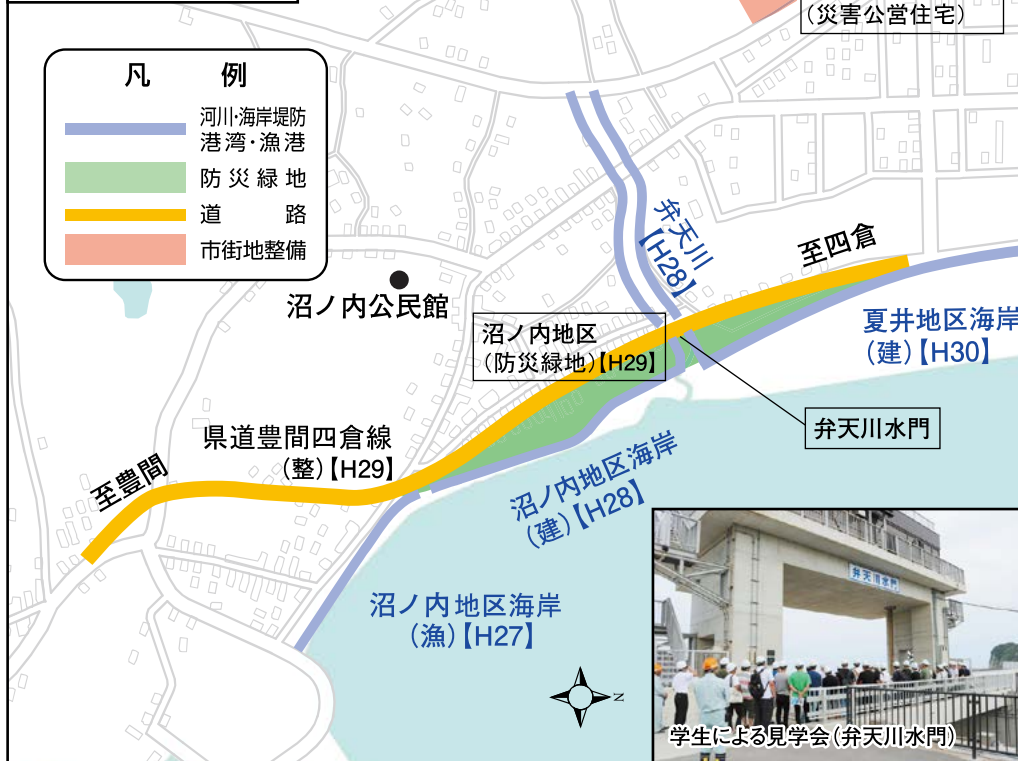 (災害公営住宅)
凡 例
河川・海岸堤防
港湾・漁港
防災緑地
道 路
市街地整備
沼ノ内公民館
弁天川
【H28】
至四倉
沼ノ内地区
(防災緑地)【H29】
夏井地区海岸
(建)【H30】
弁天川水門
県道豊間四倉線
(整)【H29】
至豊間
沼ノ内地区海岸
(建)【H28】
沼ノ内地区海岸
(漁)【H27】
N
弁天川水門
学生による見学会(弁天川水門)